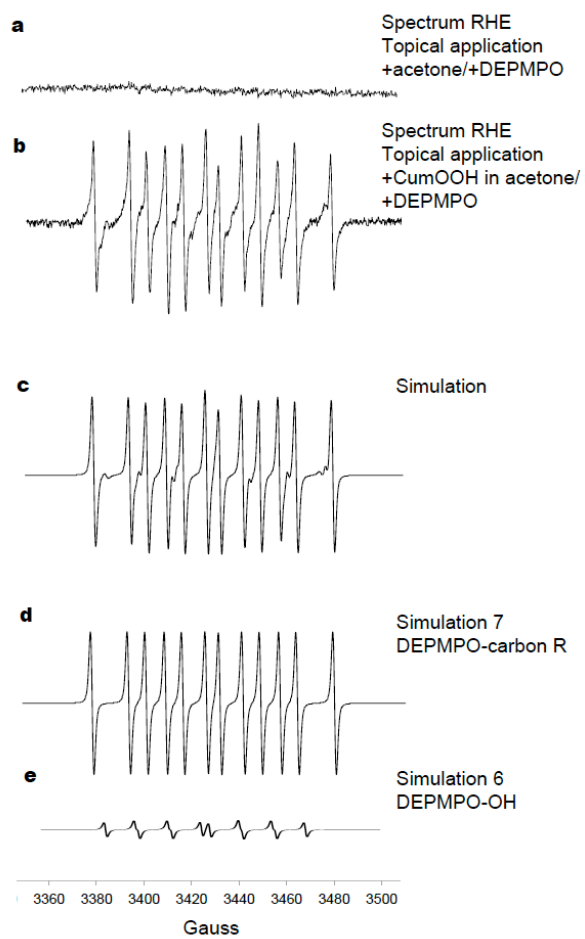 a
Spectrum RHE
Topical application
+acetone/+DEPMPO
b
Spectrum RHE
Topical application
+CumOOH in acetone/
+DEPMPO
c
Simulation
d
Simulation 7
DEPMPO-carbon R
e
Simulation 6
DEPMPO-OH
3360 3380 3400 3420 3440 3460 3480 3500
Gauss